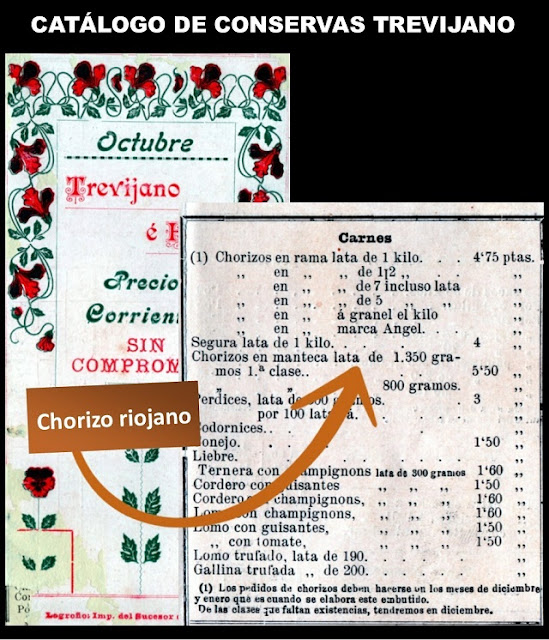 CATÁLOGO DE CONSERVAS TREVIJANO
Octubre
Trevijano
é H
Precio
Corrien
SIN
COMPROM
Chorizo riojano
Logroño: Imp. del Sucesor
Carnes
(1) Chorizos en rama lata de 1 kilo. . . 4'75 ptas.
„ en „ „ de 1|2 „ . . „
„ en „ „ de 7 incluso lata „
„ en „ „ de 5 „ „ „
„ en „ á granel el kilo „
„ en „ marca Angel. . . „
Segura lata de 1 kilo. . . . . . 4 „
Chorizos en manteca lata de 1.350 gra-
mos 1.ª clase. . 5'50 „
„ „ 800 gramos. „
Perdices, lata de 500 gramos. 3 „
por 100 latas á. . . . „
Codornices. . . . „
Conejo. . . . 1'50 „
Liebre. . . . „
Ternera con champignons lata de 300 gramos 1'60 „
Cordero con guisantes „ „ „ 1'50 „
Cordero con champignons, „ „ „ 1'60 „
Lomo con champignons, „ „ „ 1'60 „
Lomo con guisantes, „ „ „ 1'50 „
„ con tomate, „ „ „ 1'50 „
Lomo trufado, lata de 190. . . . . „
Gallina trufada „ de 200. . . . . „
(1) Los pedidos de chorizos deben hacerse en los meses de diciembre
y enero que es cuando se elabora este embutido.
De las clases que faltan existencias, tendremos en diciembre.